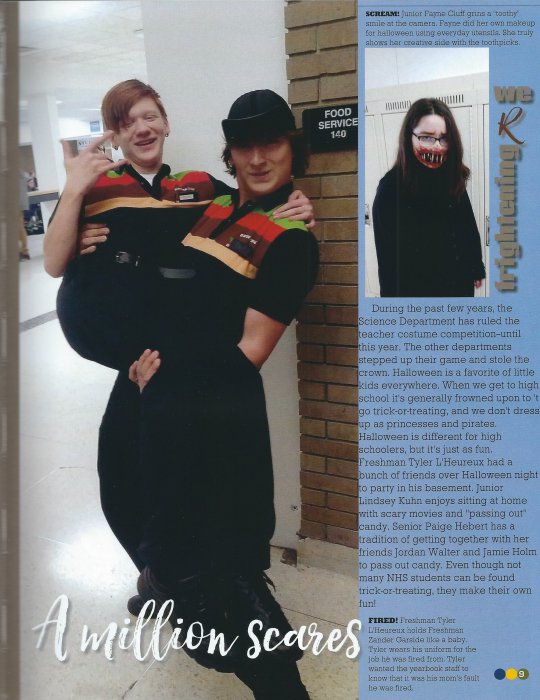 SCREAM! Junior Payne Cluff grins a "toothy"
smile at the camera. Payne did her own makeup
for halloween using everyday utensils. She truly
shows her creative side with the toothpicks.
FOOD
SERVICE
140
we
R
frightening
During the past few years, the
Science Department has ruled the
teacher costume competition-until
this year. The other departments
stepped up their game and stole the
crown. Halloween is a favorite of little
kids everywhere. When we get to high
school it's generally frowned upon to 't
go trick-or-treating, and we don't dress
up as princesses and pirates.
Halloween is different for high
schoolers, but it's just as fun.
Freshman Tyler L'Heureux had a
bunch of friends over Halloween night
to party in his basement. Junior
Lindsey Kuhn enjoys sitting at home
with scary movies and "passing out"
candy. Senior Paige Hebert has a
tradition of getting together with her
friends Jordan Walter and Jamie Holm
to pass out candy. Even though not
many NHS students can be found
trick-or-treating, they make their own
fun!
A million scares
FIRED! Freshman Tyler
L'Heureux holds Freshman
Zander Garside like a baby.
Tyler wears his uniform for the
job he was fired from. Tyler
wanted the yearbook staff to
know that it was his mom's fault
he was fired.
9